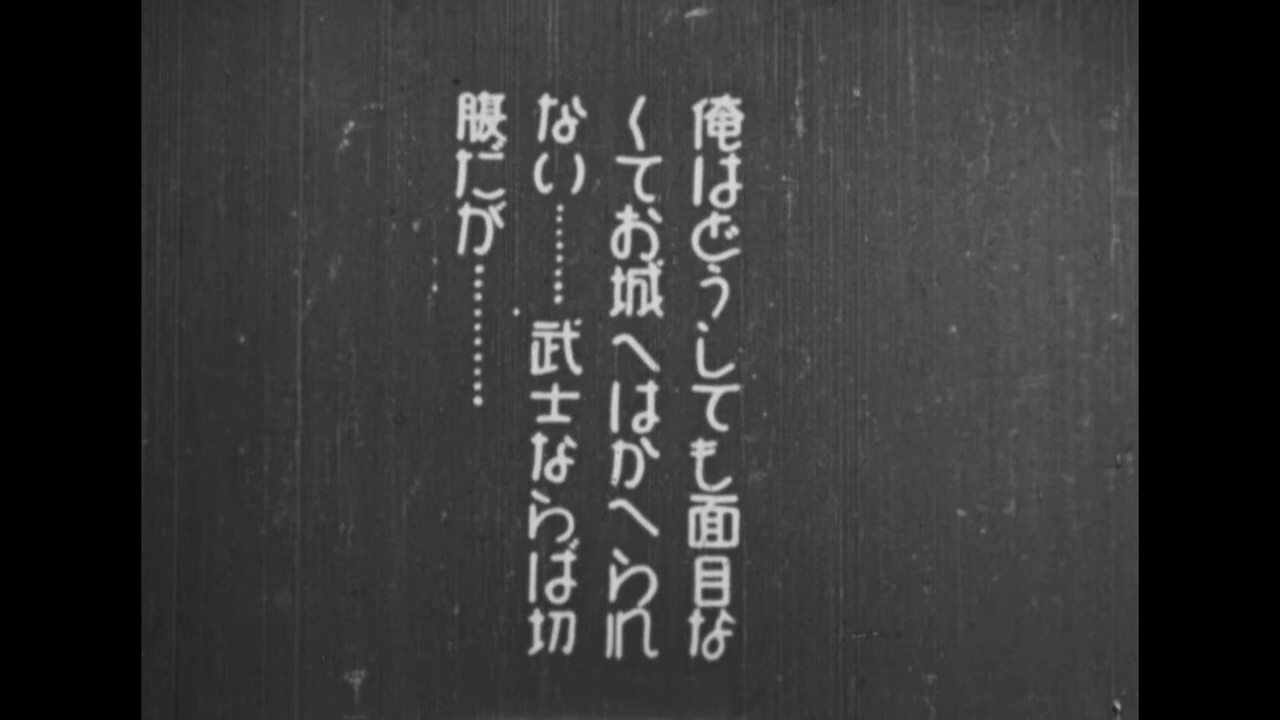 俺はどうしても面目な
くてお城へはかへられ
ない………武士ならば切
腹だが…………